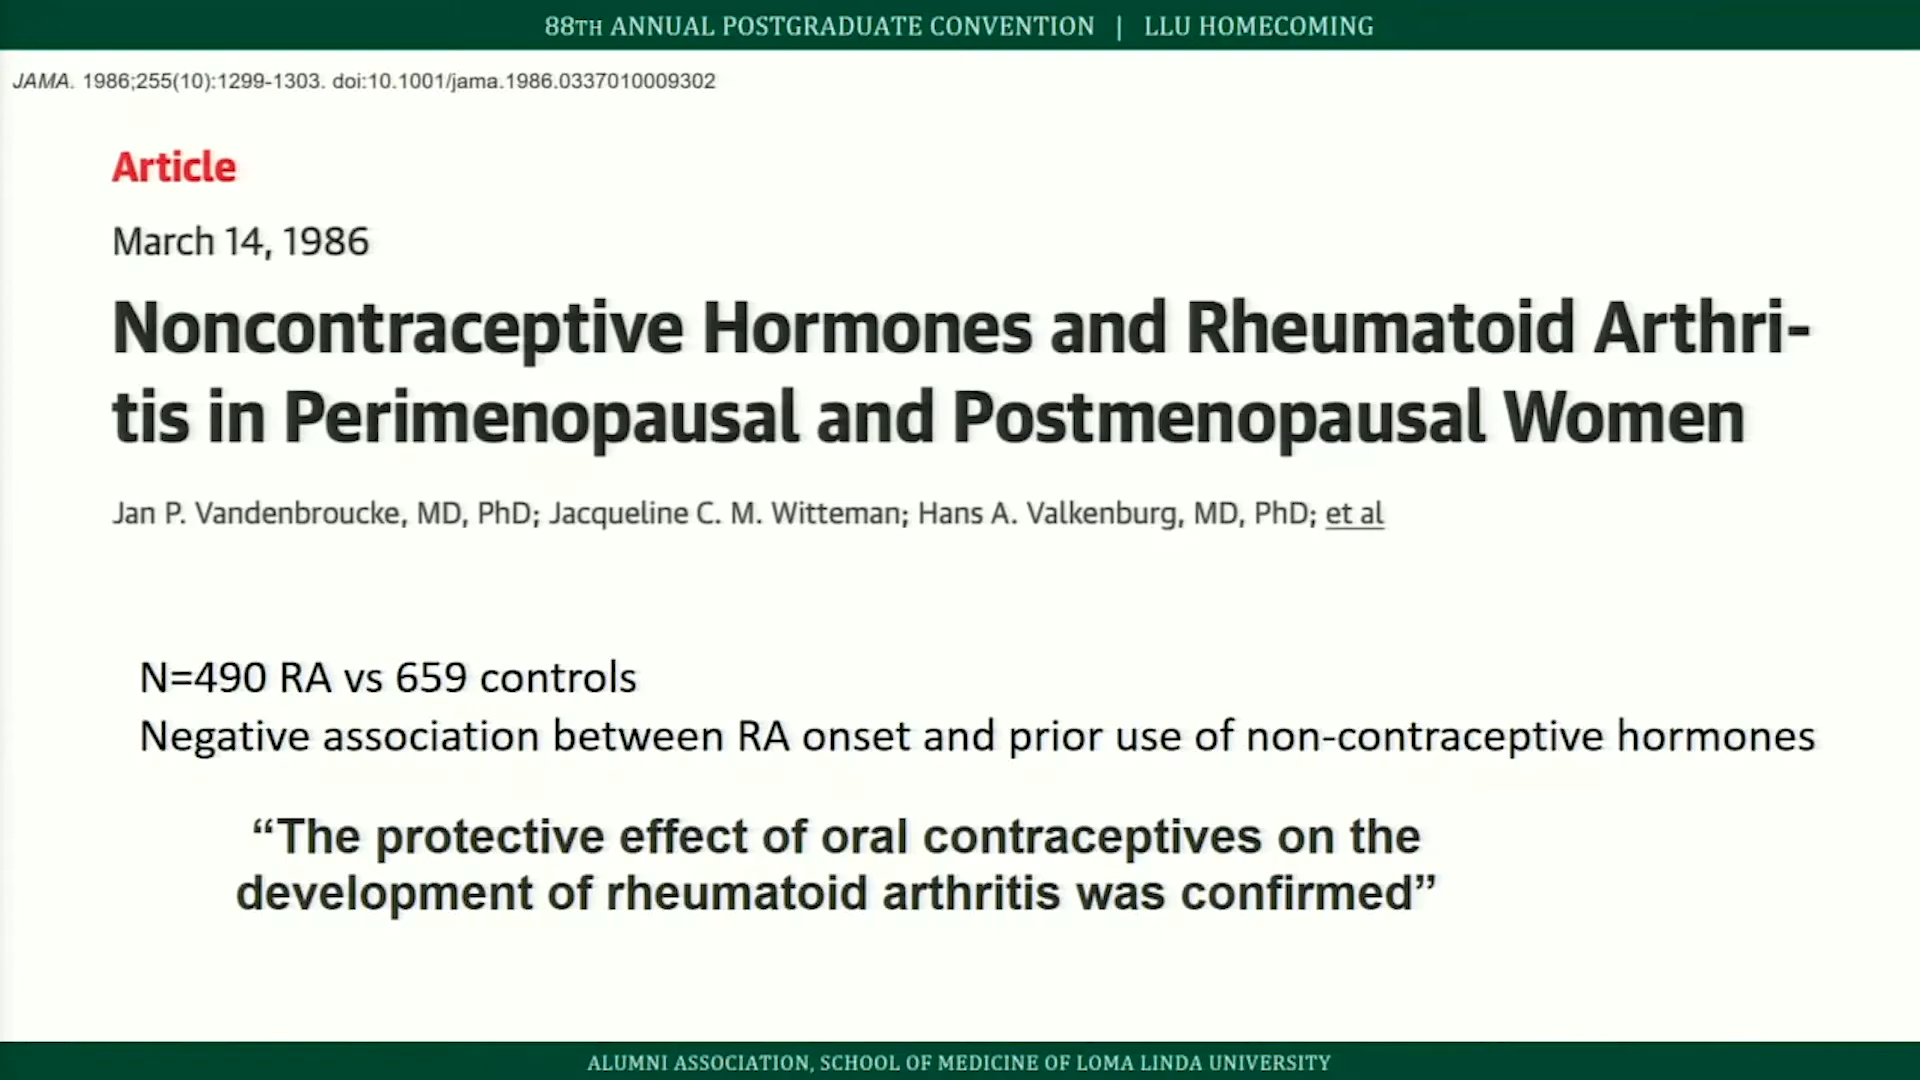 88TH ANNUAL POSTGRADUATE CONVENTION | LLU HOMECOMING
JAMA. 1986;255(10):1299-1303. doi:10.1001/jama.1986.0337010009302
Article
March 14, 1986
Noncontraceptive Hormones and Rheumatoid Arthri-
tis in Perimenopausal and Postmenopausal Women
Jan P. Vandenbroucke, MD, PhD; Jacqueline C. M. Witteman; Hans A. Valkenburg, MD, PhD; et al
N=490 RA vs 659 controls
Negative association between RA onset and prior use of non-contraceptive hormones
“The protective effect of oral contraceptives on the
development of rheumatoid arthritis was confirmed”
ALUMNI ASSOCIATION, SCHOOL OF MEDICINE OF LOMA LINDA UNIVERSITY